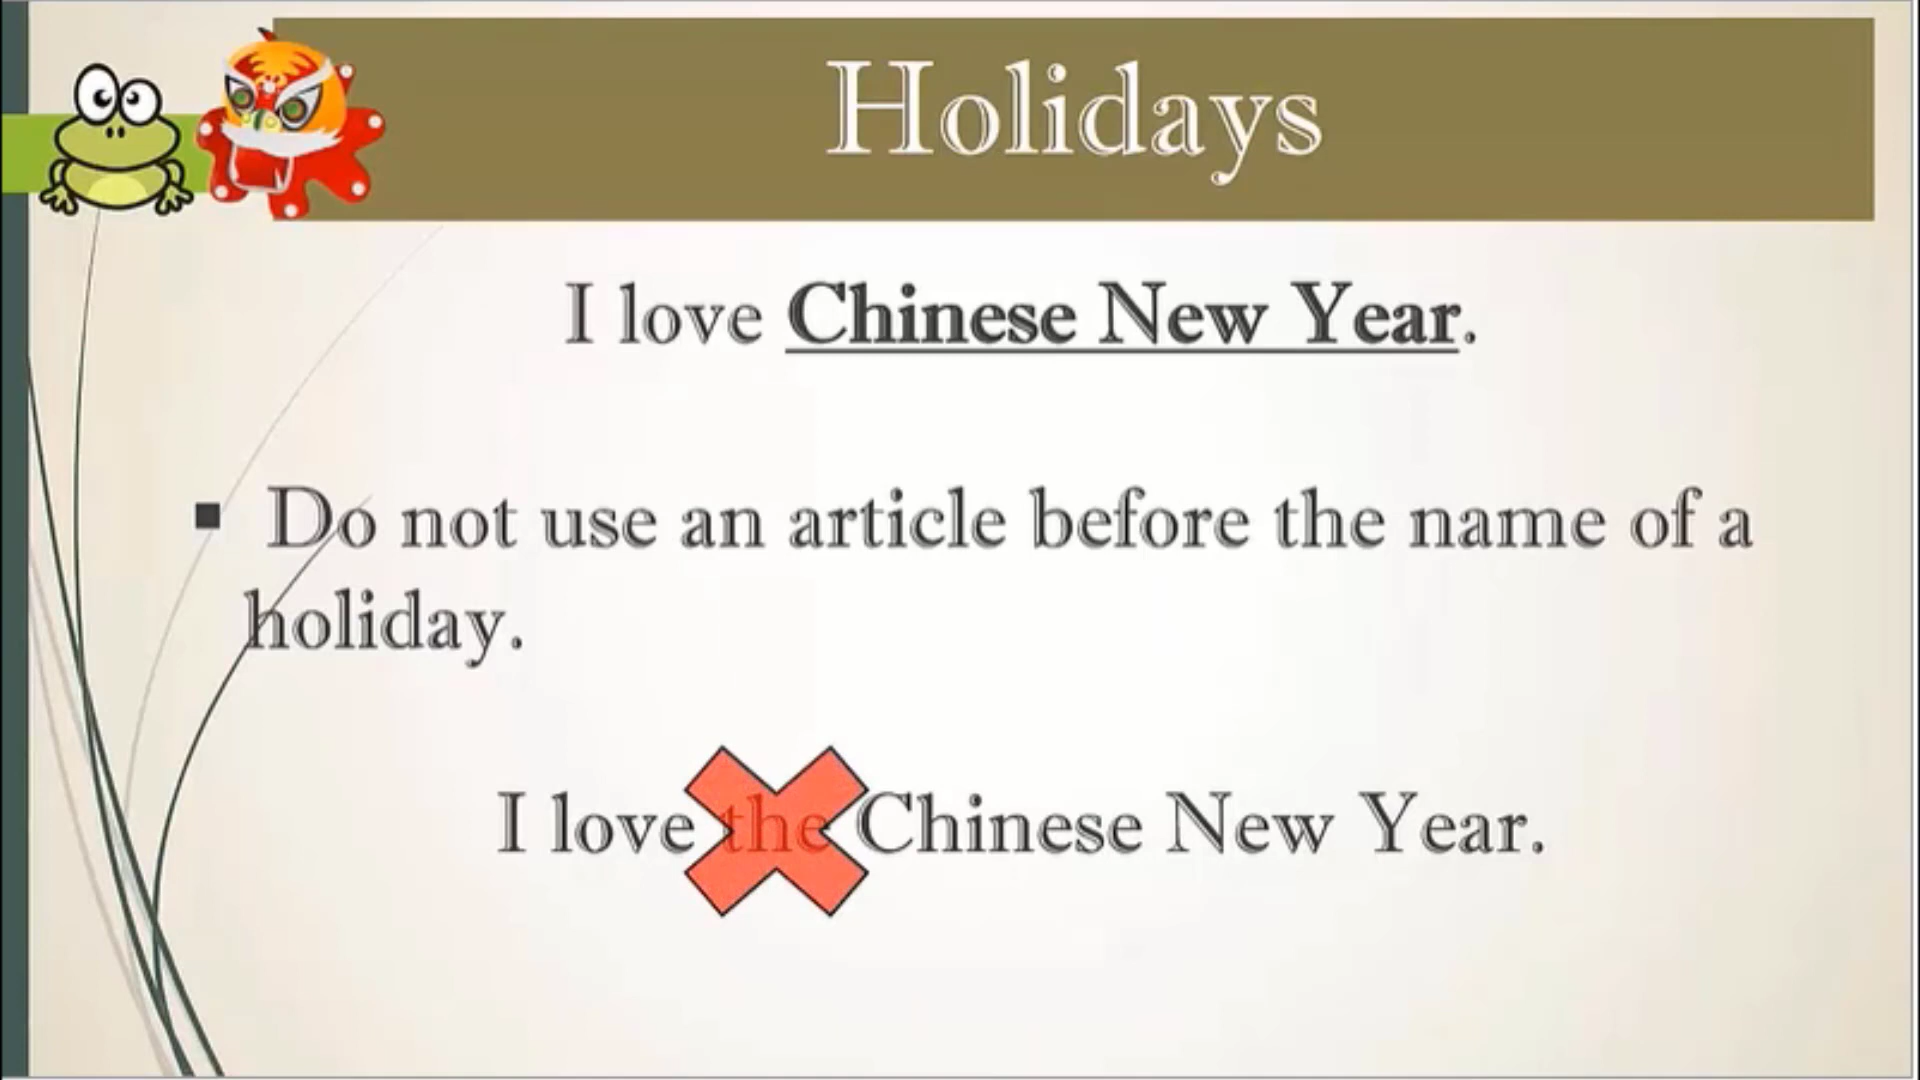 Holidays
I love Chinese New Year.
Do not use an article before the name of a
holiday.
I love the Chinese New Year.